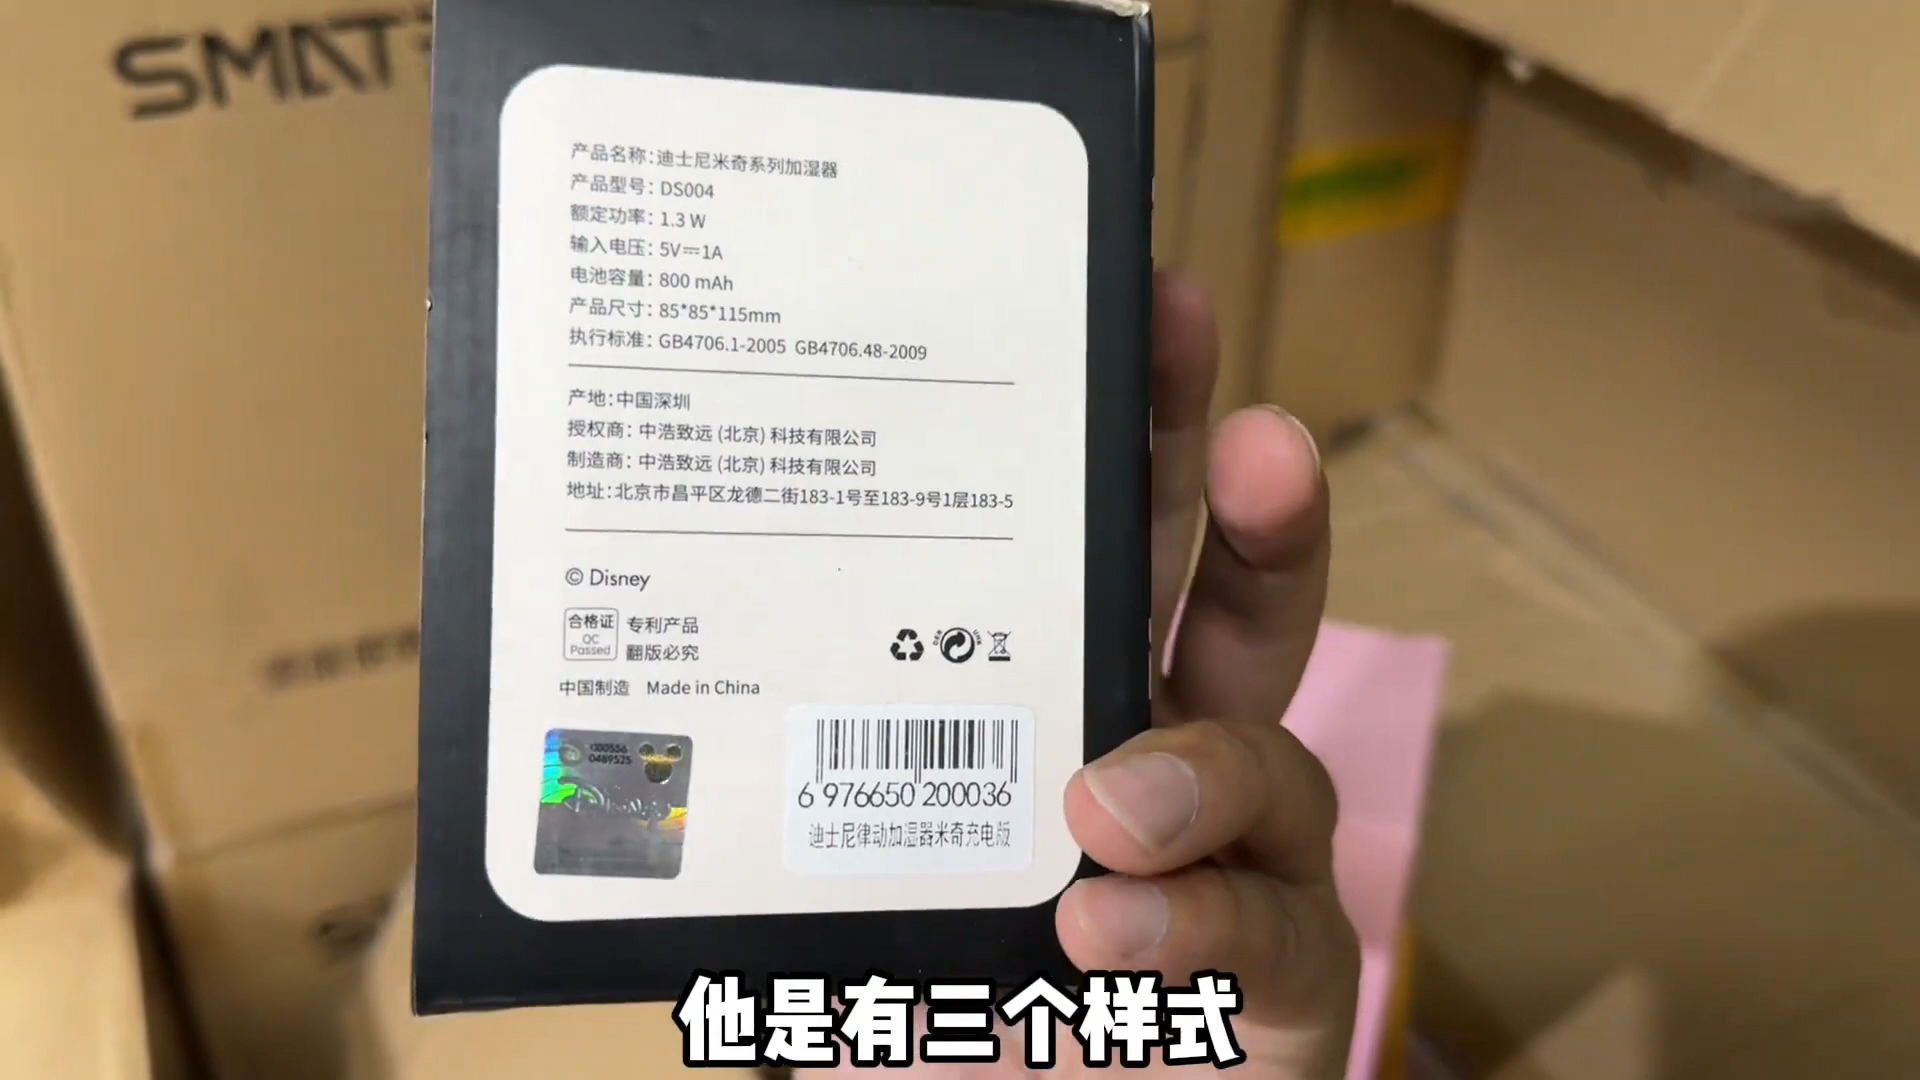 SMAT
产品名称:迪士尼米奇系列加湿器
产品型号: DS004
额定功率: 1.3 W
输入电压: 5V⎓1A
电池容量: 800 mAh
产品尺寸: 85*85*115mm
执行标准: GB4706.1-2005 GB4706.48-2009
产地:中国深圳
授权商: 中浩致远 (北京) 科技有限公司
制造商: 中浩致远 (北京) 科技有限公司
地址:北京市昌平区龙德二街183-1号至183-9号1层183-5
© Disney
合格证
QC
Passed
专利产品
翻版必究
中国制造 Made in China
0489525
Disney
6 976650 200036
迪士尼律动加湿器米奇充电版
他是有三个样式